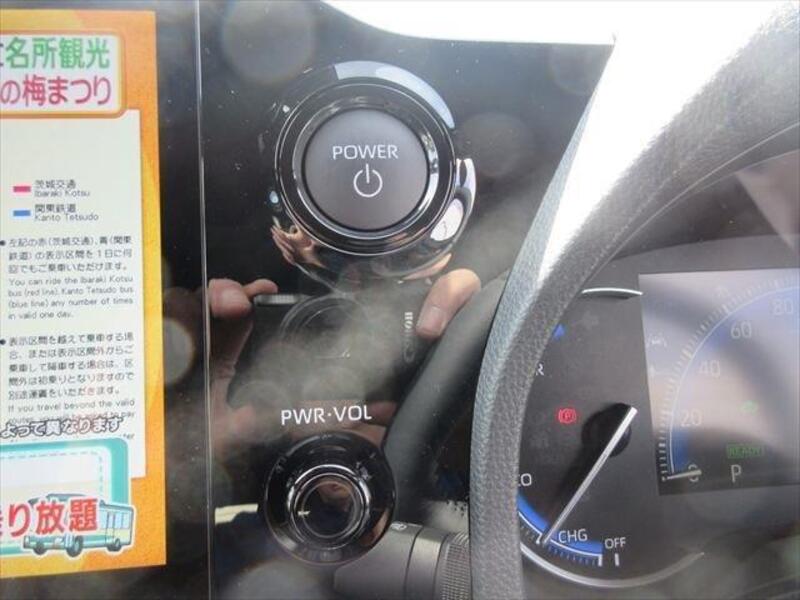 名所観光
の梅まつり
茨城交通
Ibaraki Kotsu
関東鉄道
Kanto Tetsudo
● 左記の赤(茨城交通)、青(関東
鉄道)の表示区間を1日に何
回でもご乗車いただけます。
You can ride the Ibaraki Kotsu
bus (red line), Kanto Tetsudo bus
(blue line) any number of times
in valid one day.
● 表示区間を越えて乗車する場
合、または表示区間外からご
乗車して降車する場合は、区
間外は初乗りとなりますので
別途運賃をいただきます。
If you travel beyond the valid
to pay
よって異なります
り放題
POWER
PWR·VOL
Canon
80
60
40
20
READY
P
CHG
OFF